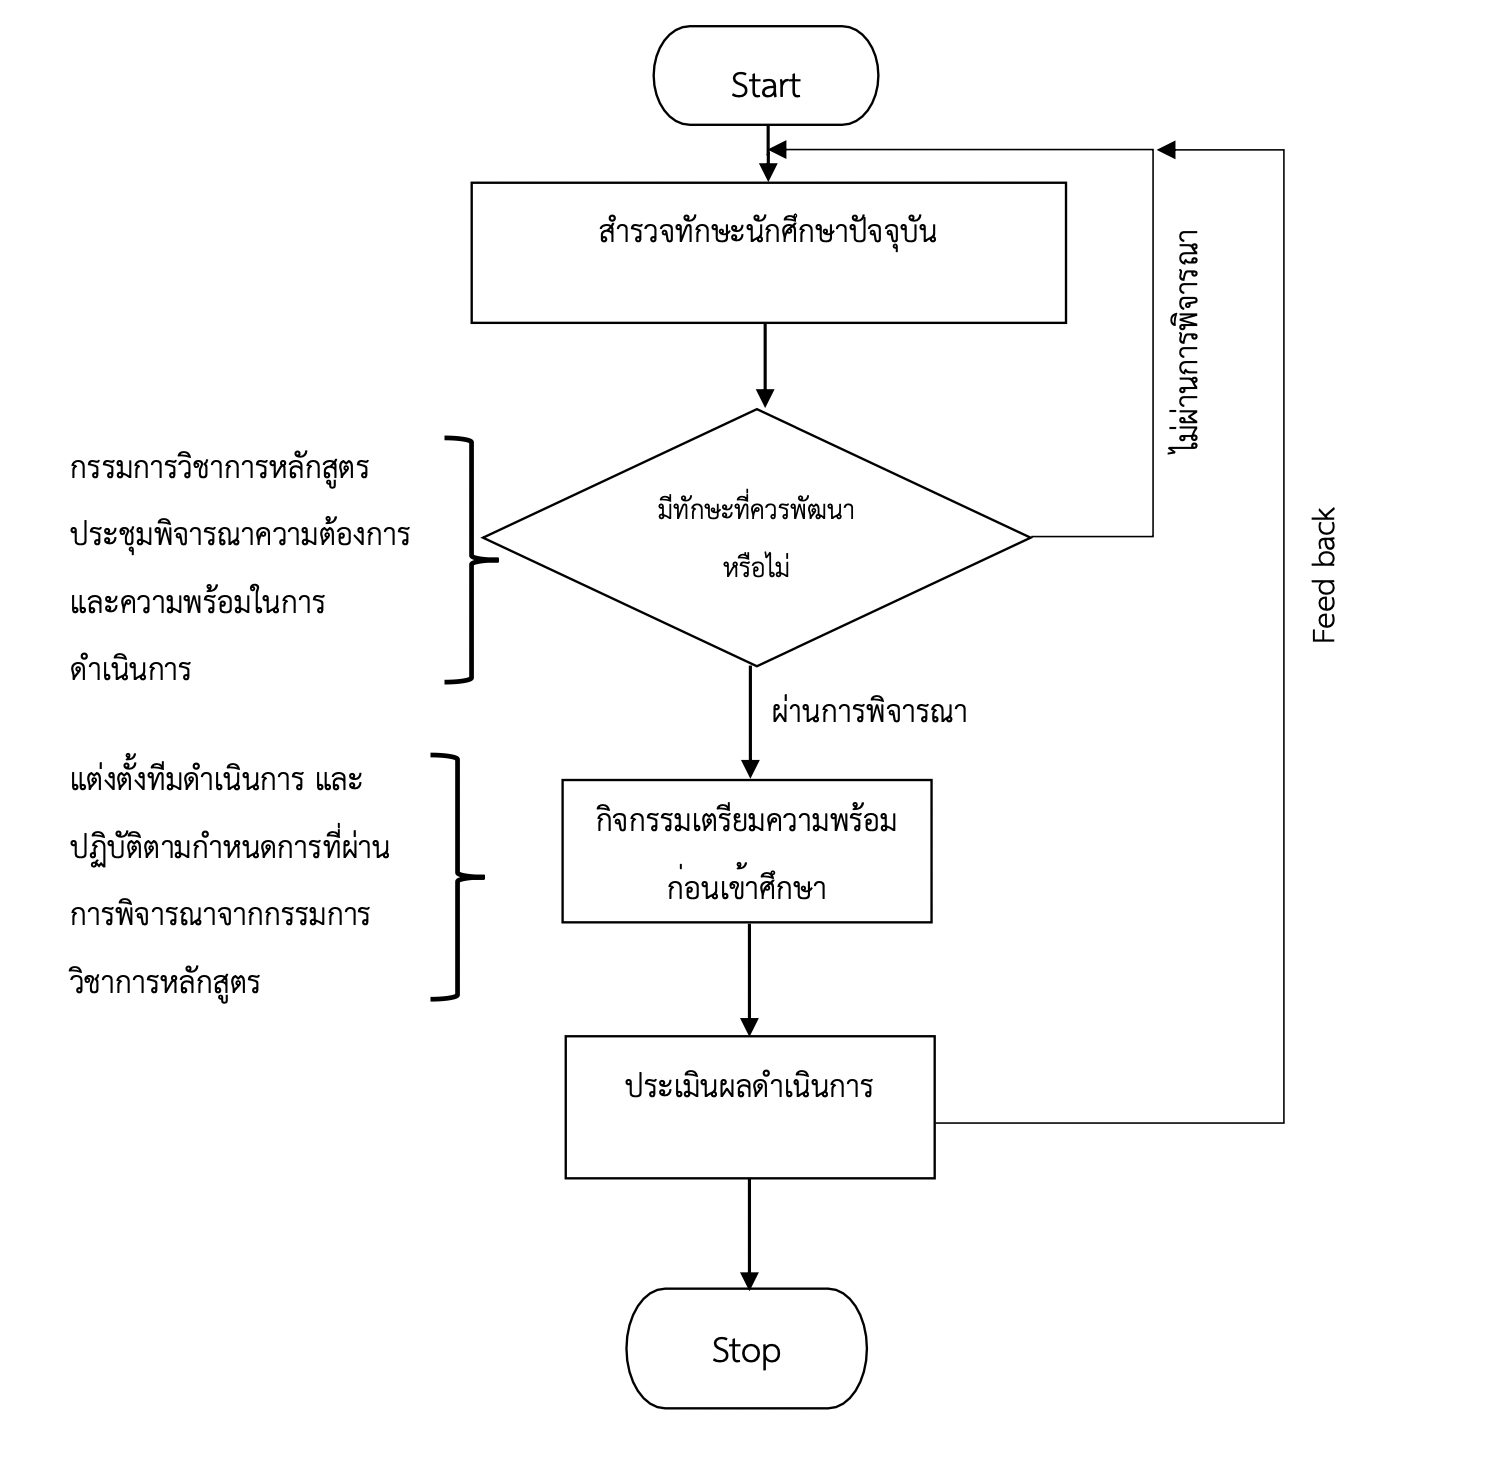 Start
สำรวจทักษะนักศึกษาปัจจุบัน
ไม่ผ่านการพิจารณา
กรรมการวิชาการหลักสูตร
ประชุมพิจารณาความต้องการ
และความพร้อมในการ
ดำเนินการ
มีทักษะที่ควรพัฒนา
หรือไม่
Feed back
ผ่านการพิจารณา
แต่งตั้งทีมดำเนินการ และ
ปฏิบัติตามกำหนดการที่ผ่าน
การพิจารณาจากกรรมการ
วิชาการหลักสูตร
กิจกรรมเตรียมความพร้อม
ก่อนเข้าศึกษา
ประเมินผลดำเนินการ
Stop